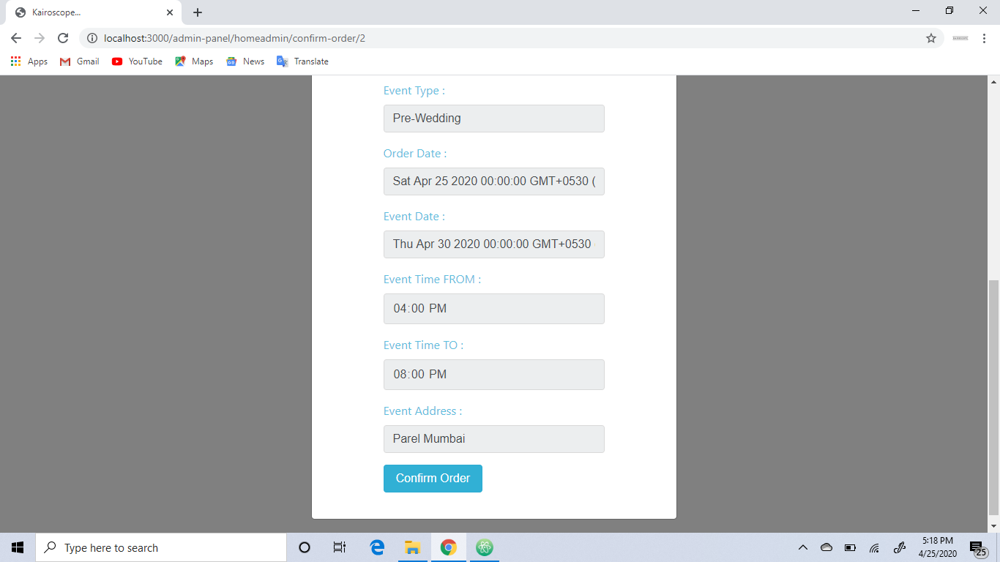 Kairoscope...
localhost:3000/admin-panel/homeadmin/confirm-order/2
Apps Gmail YouTube Maps News Translate
Event Type :
Pre-Wedding
Order Date :
Sat Apr 25 2020 00:00:00 GMT+0530 (
Event Date :
Thu Apr 30 2020 00:00:00 GMT+0530
Event Time FROM :
04:00 PM
Event Time TO :
08:00 PM
Event Address :
Parel Mumbai
Confirm Order
Type here to search
5:18 PM
4/25/2020
25